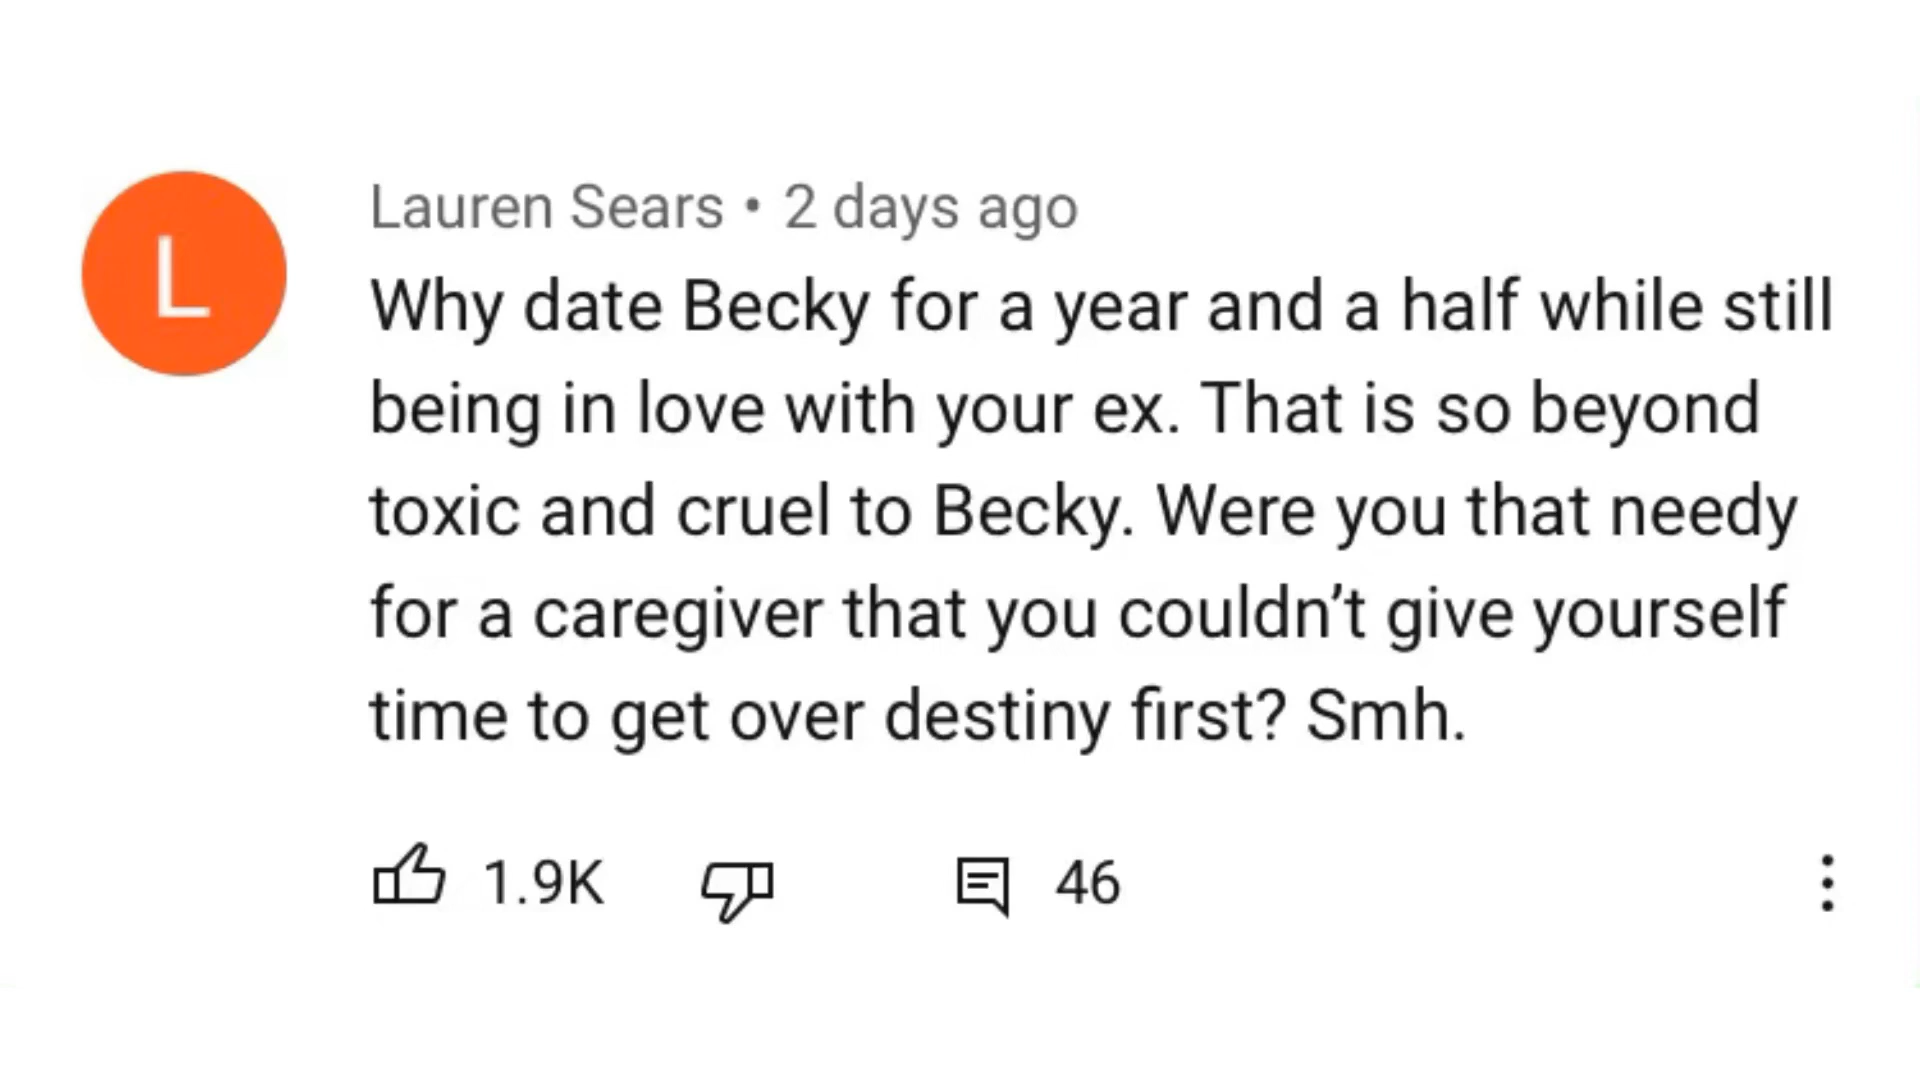 L
Lauren Sears • 2 days ago
Why date Becky for a year and a half while still
being in love with your ex. That is so beyond
toxic and cruel to Becky. Were you that needy
for a caregiver that you couldn’t give yourself
time to get over destiny first? Smh.
1.9K 46